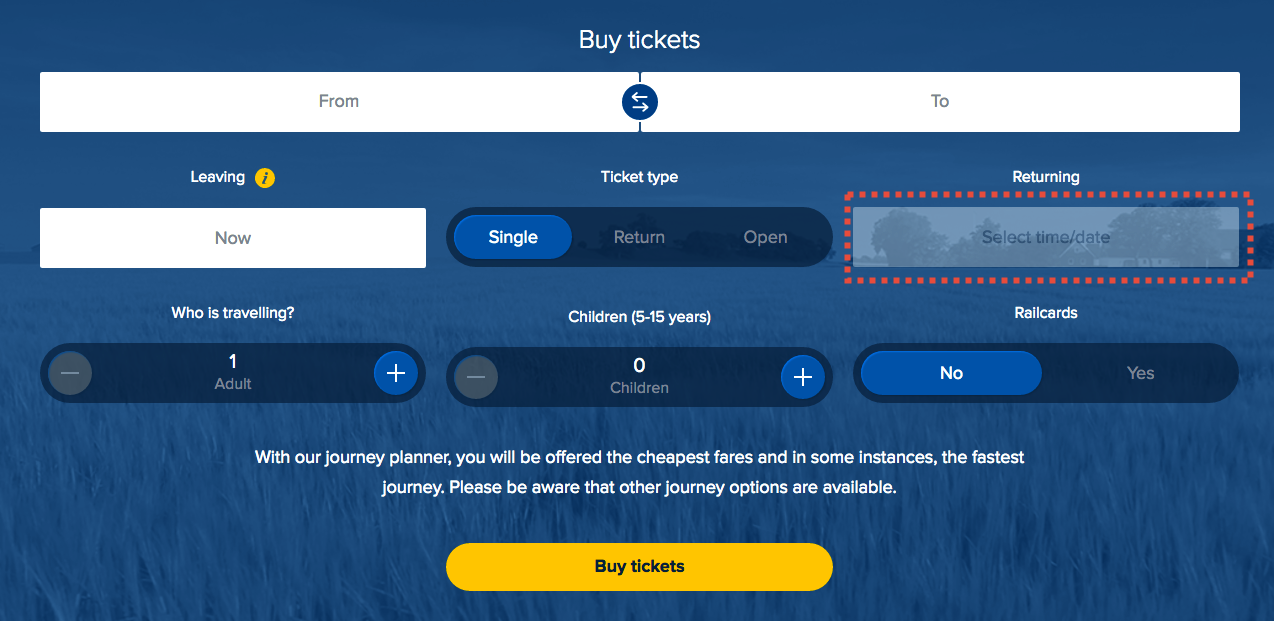 Buy tickets
From
To
Leaving i
Ticket type
Returning
Now
Single
Return
Open
Select time/date
Who is travelling?
Children (5-15 years)
Railcards
1
Adult
0
Children
No
Yes
With our journey planner, you will be offered the cheapest fares and in some instances, the fastest
journey. Please be aware that other journey options are available.
Buy tickets